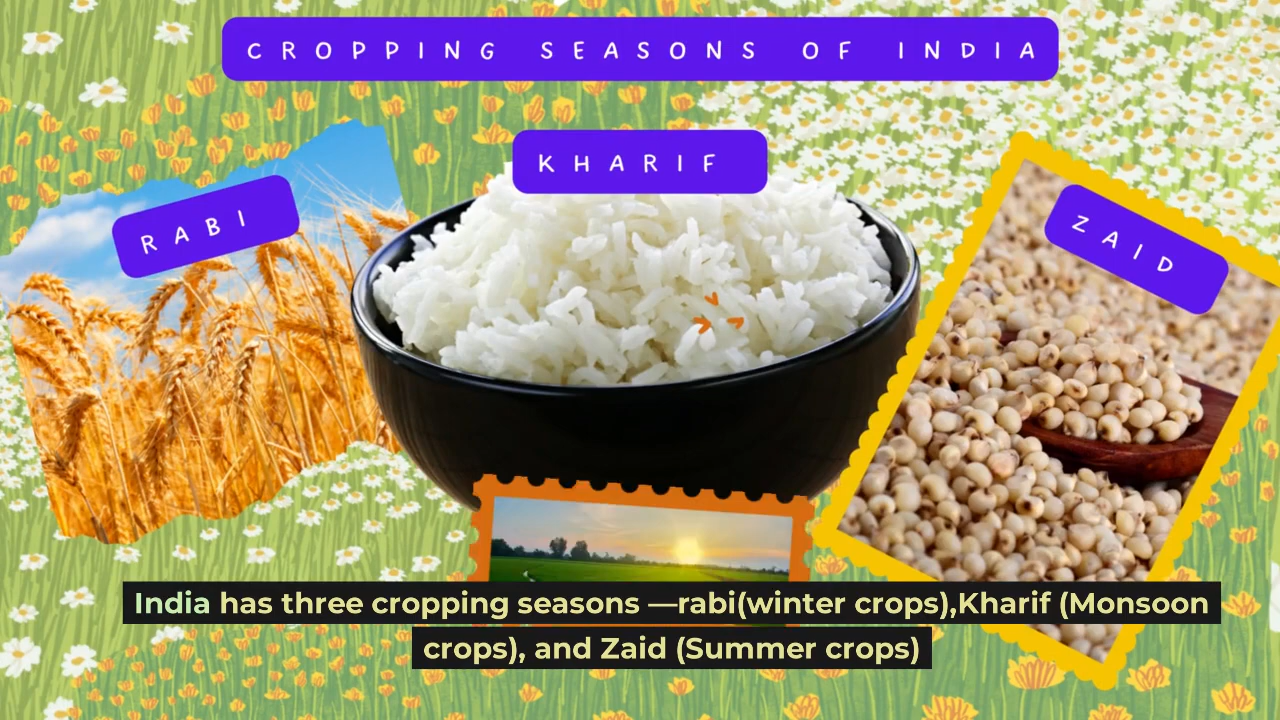 CROPPING SEASONS OF INDIA
KHARIF
RABI
ZAID
India has three cropping seasons —rabi(winter crops),Kharif (Monsoon
crops), and Zaid (Summer crops)